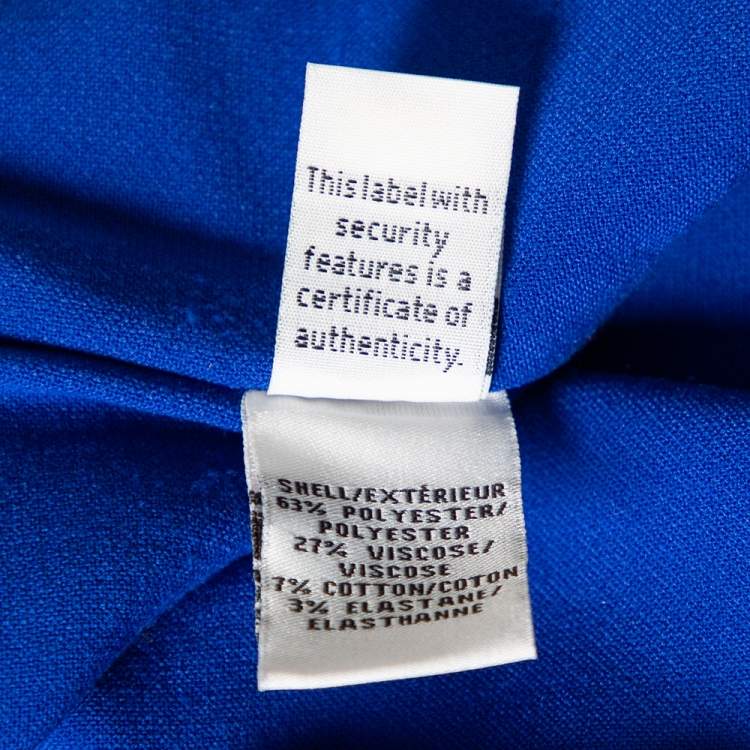 This label with
security
features is a
certificate of
authenticity.
SHELL/EXTÉRIEUR
63% POLYESTER/
POLYESTER
27% VISCOSE/
VISCOSE
7% COTTON/COTON
3% ELASTANE/
ELASTHANNE